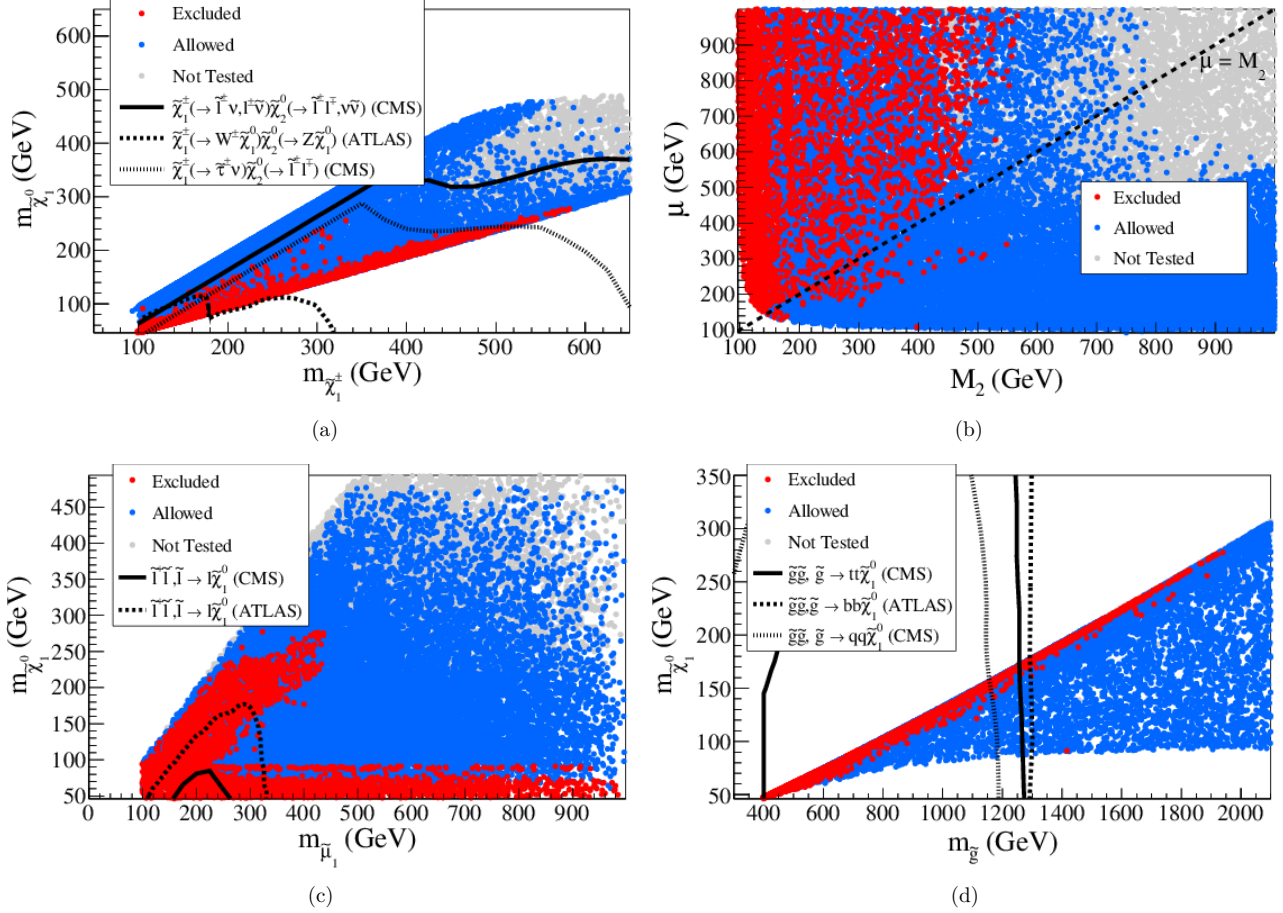 Excluded
Allowed
Not Tested
χ̃₁±(→ l̃±ν,l±ν̃)χ̃₂⁰(→ l̃±l∓,νν̃) (CMS)
χ̃₁±(→ W±χ̃₁⁰)χ̃₂⁰(→ Zχ̃₁⁰) (ATLAS)
χ̃₁±(→ τ̃±ν)χ̃₂⁰(→ l̃±l∓) (CMS)
600
500
400
300
200
100
m_χ̃₁⁰ (GeV)
100 200 300 400 500 600
m_χ̃₁± (GeV)
(a)
μ = M₂
Excluded
Allowed
Not Tested
900
800
700
600
500
400
300
200
100
μ (GeV)
100 200 300 400 500 600 700 800 900
M₂ (GeV)
(b)
Excluded
Allowed
Not Tested
l̃l̃,l̃ → lχ̃₁⁰ (CMS)
l̃l̃,l̃ → lχ̃₁⁰ (ATLAS)
450
400
350
300
250
200
150
100
50
m_χ̃₁⁰ (GeV)
0 100 200 300 400 500 600 700 800 900
m_μ̃₁ (GeV)
(c)
Excluded
Allowed
Not Tested
g̃g̃, g̃ → ttχ̃₁⁰ (CMS)
g̃g̃,g̃ → bbχ̃₁⁰ (ATLAS)
g̃g̃, g̃ → qqχ̃₁⁰ (CMS)
350
300
250
200
150
100
50
m_χ̃₁⁰ (GeV)
400 600 800 1000 1200 1400 1600 1800 2000
m_g̃ (GeV)
(d)